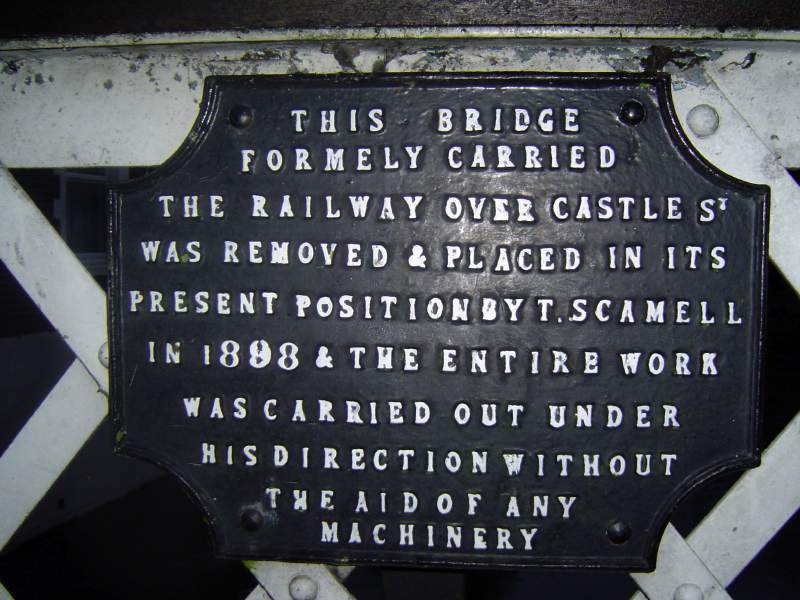 THIS BRIDGE
FORMELY CARRIED
THE RAILWAY OVER CASTLE ST
WAS REMOVED & PLACED IN ITS
PRESENT POSITION BY T. SCAMELL
IN 1898 & THE ENTIRE WORK
WAS CARRIED OUT UNDER
HIS DIRECTION WITHOUT
THE AID OF ANY
MACHINERY